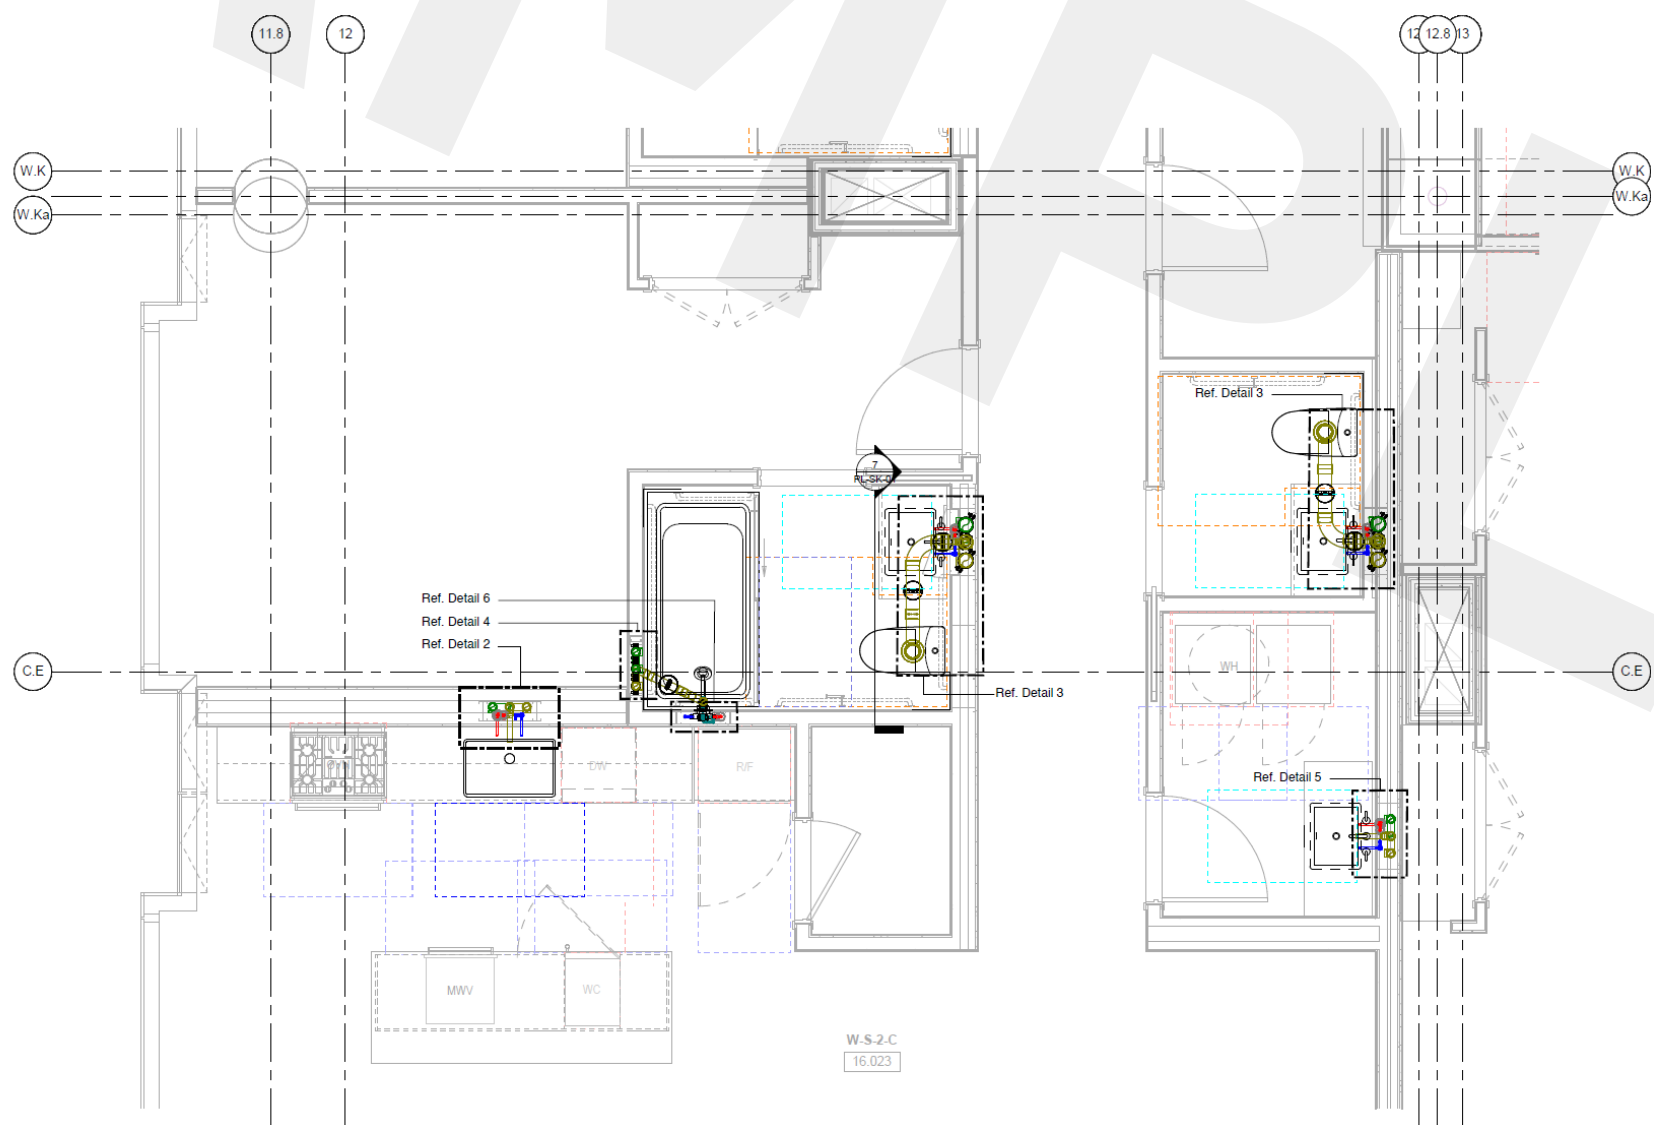 11.8
12
12.8
13
W.K
W.K
W.Ka
W.Ka
Ref. Detail 3
7
Ref. Detail 6
Ref. Detail 4
Ref. Detail 2
C.E
WH
C.E
Ref. Detail 3
DW
R/F
Ref. Detail 5
MWV
WC
W-S-2-C
16.023